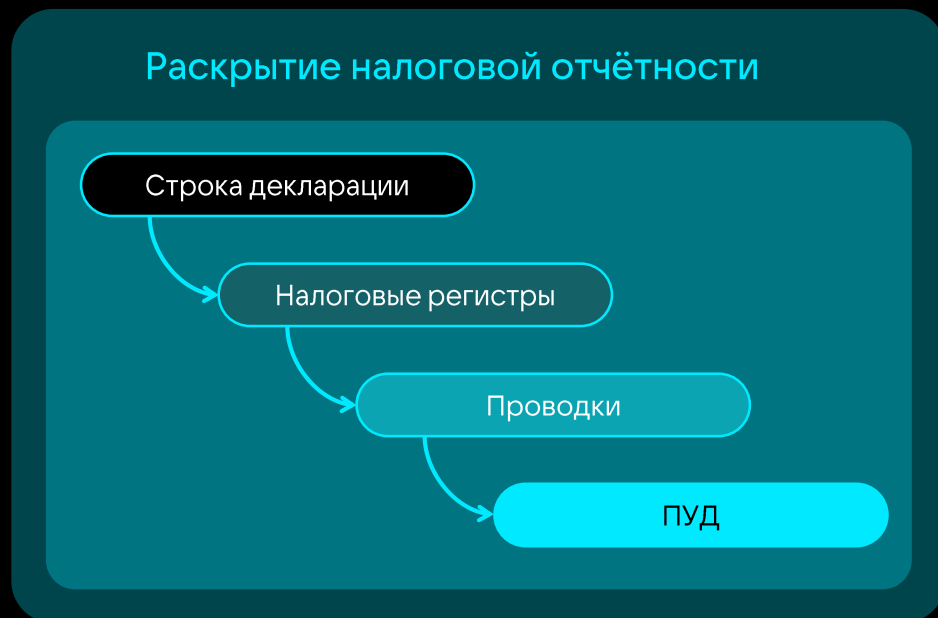 Раскрытие налоговой отчётности
Строка декларации
Налоговые регистры
Проводки
ПУД